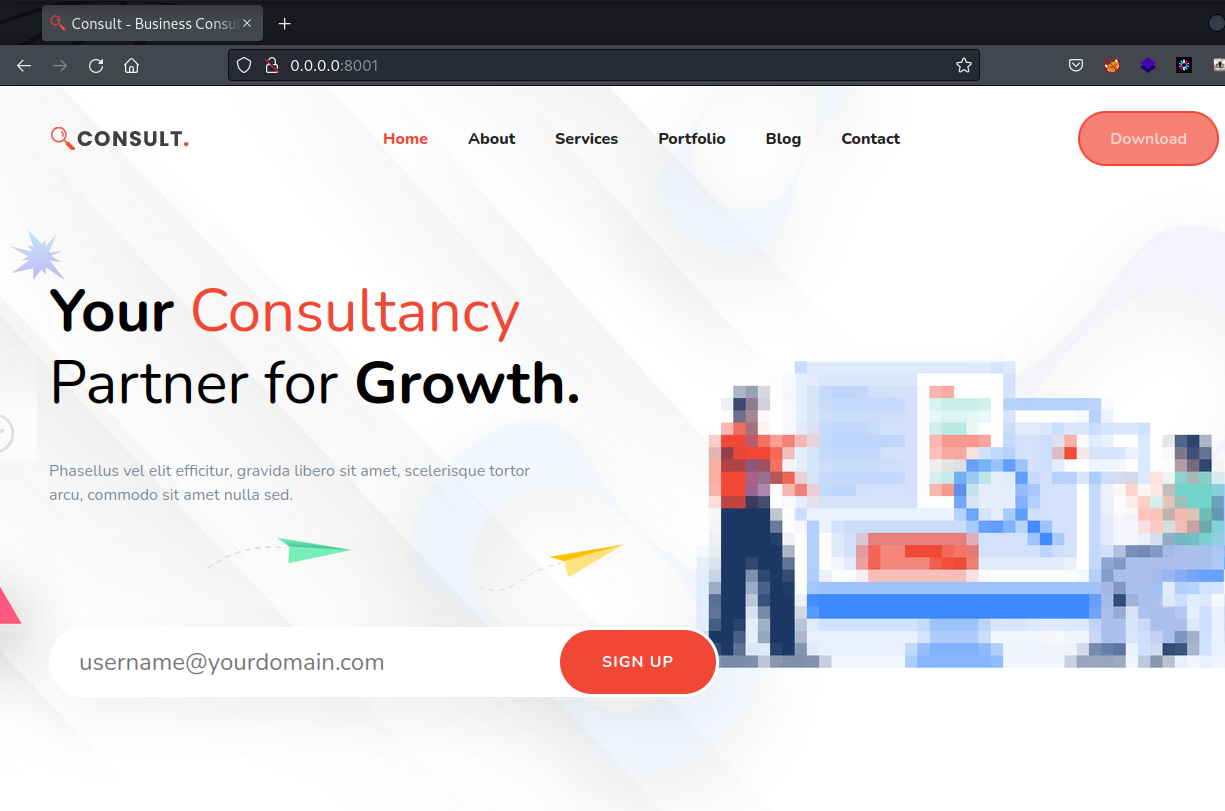 Consult - Business Consu
0.0.0.0:8001
CONSULT.
Home About Services Portfolio Blog Contact Download
Your Consultancy
Partner for Growth.
Phasellus vel elit efficitur, gravida libero sit amet, scelerisque tortor
arcu, commodo sit amet nulla sed.
username@yourdomain.com SIGN UP